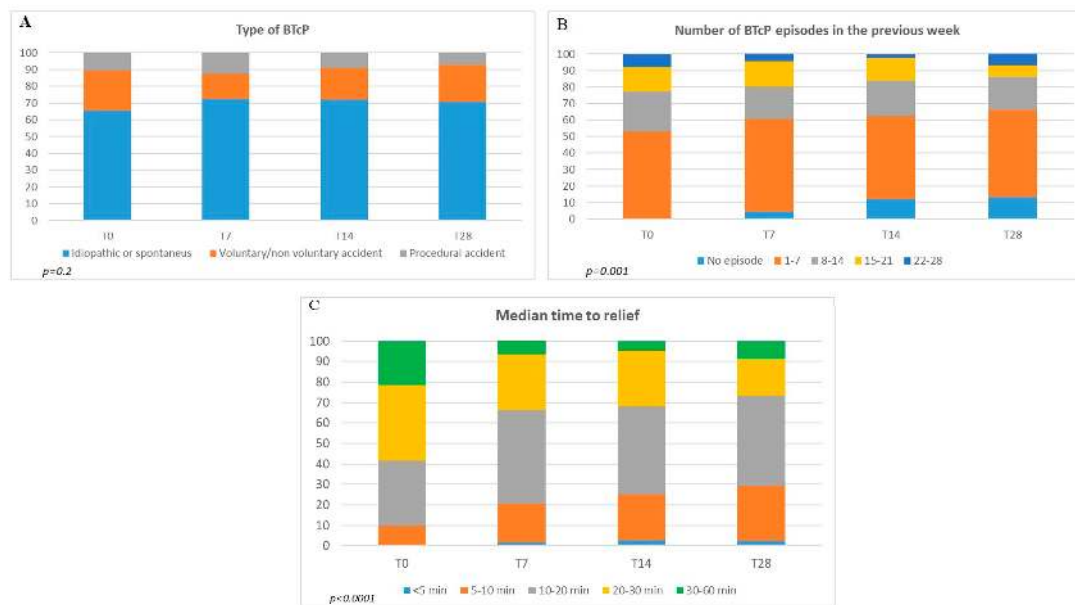 A
Type of BTcP
100
90
80
70
60
50
40
30
20
10
0
T0 T7 T14 T28
Idiopathic or spontaneus Voluntary/non voluntary accident Procedural accident
p=0.2
B
Number of BTcP episodes in the previous week
100
90
80
70
60
50
40
30
20
10
0
T0 T7 T14 T28
No episode 1-7 8-14 15-21 22-28
p=0.001
C
Median time to relief
100
90
80
70
60
50
40
30
20
10
0
T0 T7 T14 T28
<5 min 5-10 min 10-20 min 20-30 min 30-60 min
p<0.0001